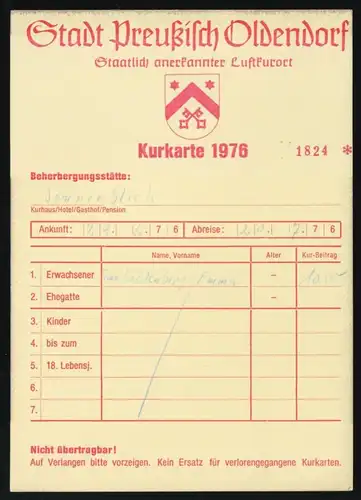 Stadt Preußisch Oldendorf
Staatlich anerkannter Luftkurort
Kurkarte 1976 1824 *
Beherbergungsstätte:
Kurhaus/Hotel/Gasthof/Pension
Ankunft: 7 6 Abreise: 7 6
Name, Vorname Alter Kur-Beitrag
1. Erwachsener –
2. Ehegatte –
3. Kinder
4. bis zum
5. 18. Lebensj.
6.
7.
Nicht übertragbar!
Auf Verlangen bitte vorzeigen. Kein Ersatz für verlorengegangene Kurkarten.